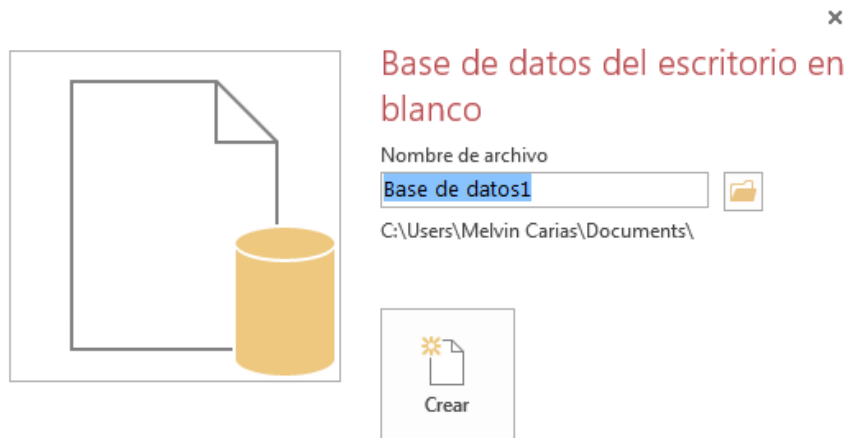 Base de datos del escritorio en
blanco
Nombre de archivo
Base de datos1
C:\Users\Melvin Carias\Documents\
Crear